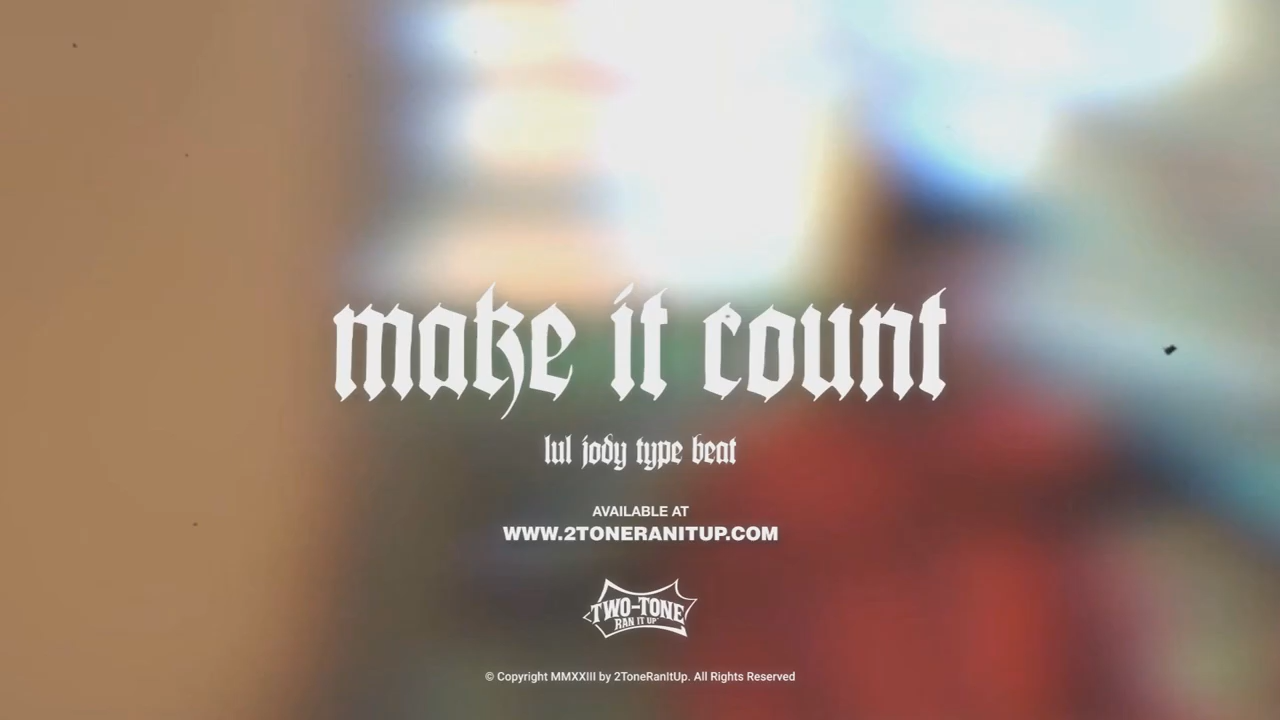 make it count
lul jody type beat
AVAILABLE AT
WWW.2TONERANITUP.COM
TWO-TONE
RAN IT UP
© Copyright MMXXIII by 2ToneRanItUp. All Rights Reserved